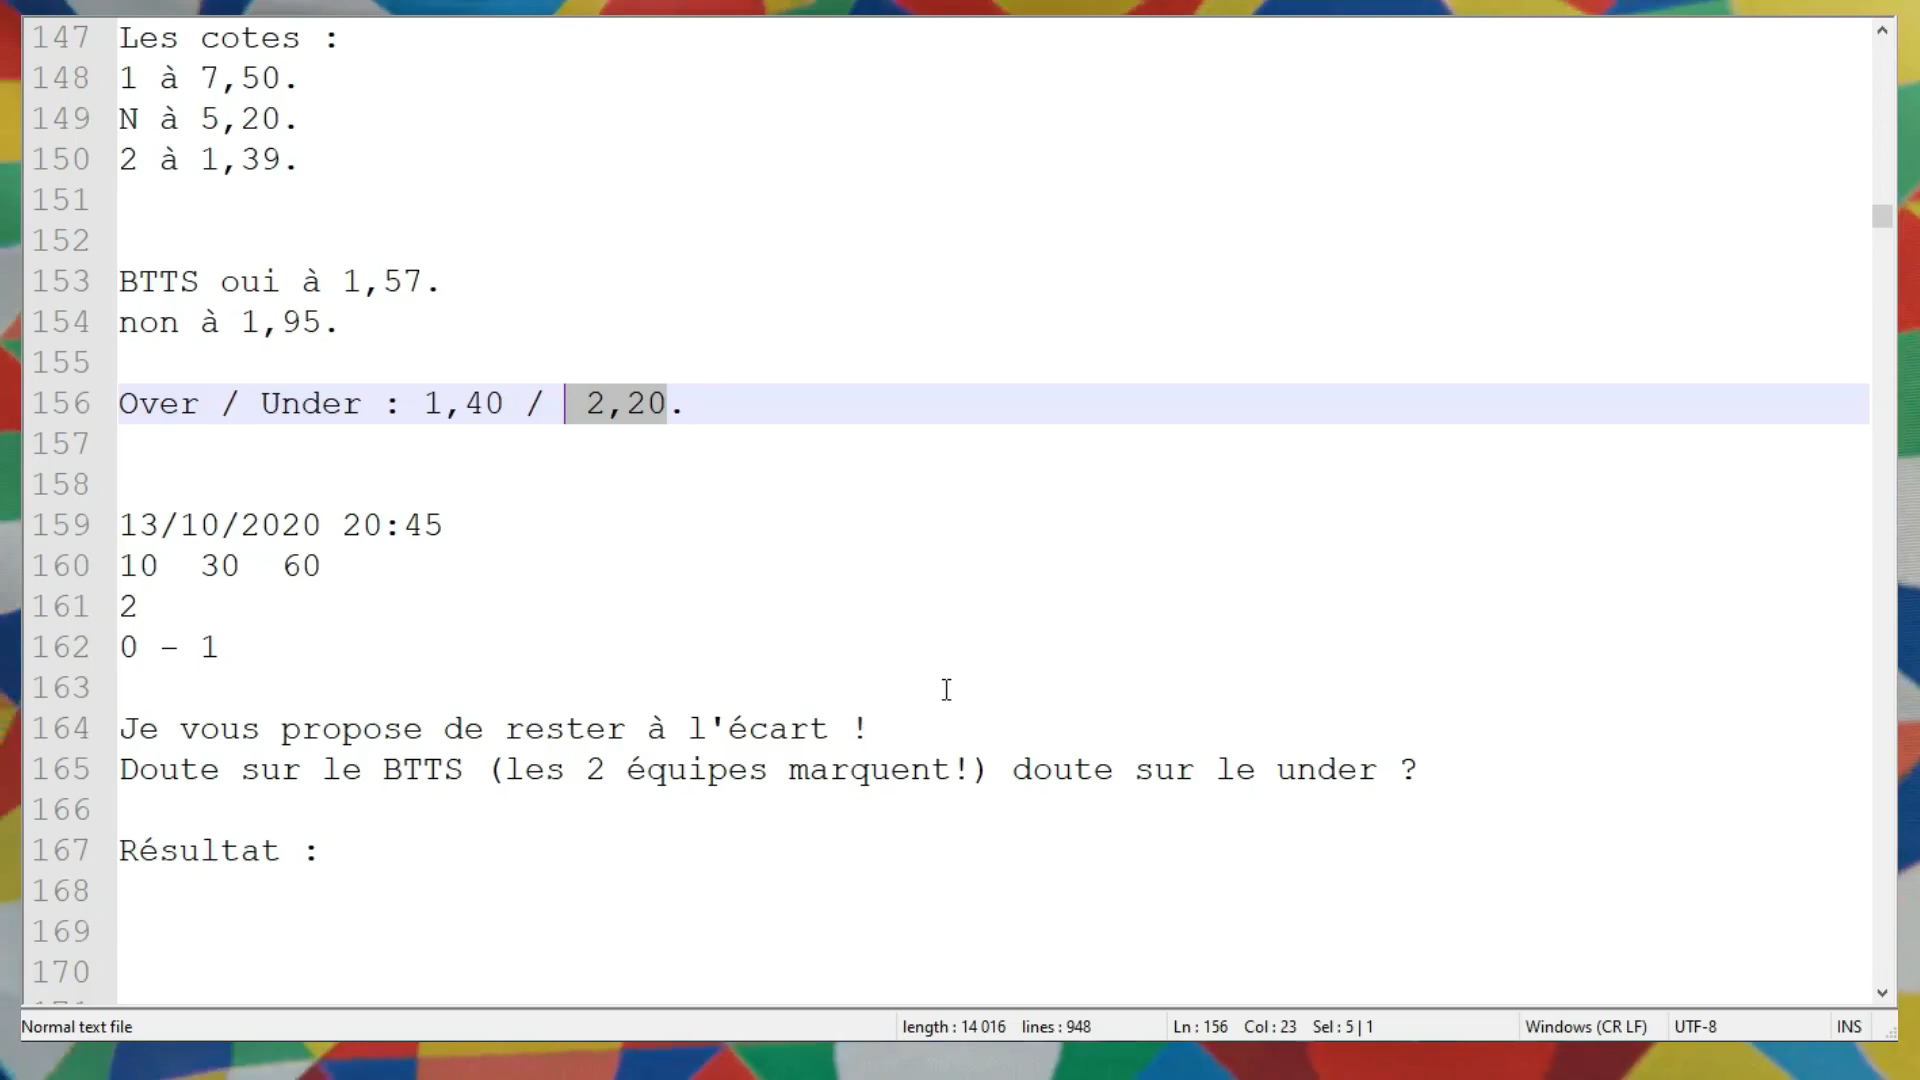 147 Les cotes :
148 1 à 7,50.
149 N à 5,20.
150 2 à 1,39.
151
152
153 BTTS oui à 1,57.
154 non à 1,95.
155
156 Over / Under : 1,40 / 2,20.
157
158
159 13/10/2020 20:45
160 10 30 60
161 2
162 0 - 1
163
164 Je vous propose de rester à l'écart !
165 Doute sur le BTTS (les 2 équipes marquent!) doute sur le under ?
166
167 Résultat :
168
169
170
Normal text file length : 14 016 lines : 948 Ln : 156 Col : 23 Sel : 5 | 1 Windows (CR LF) UTF-8 INS